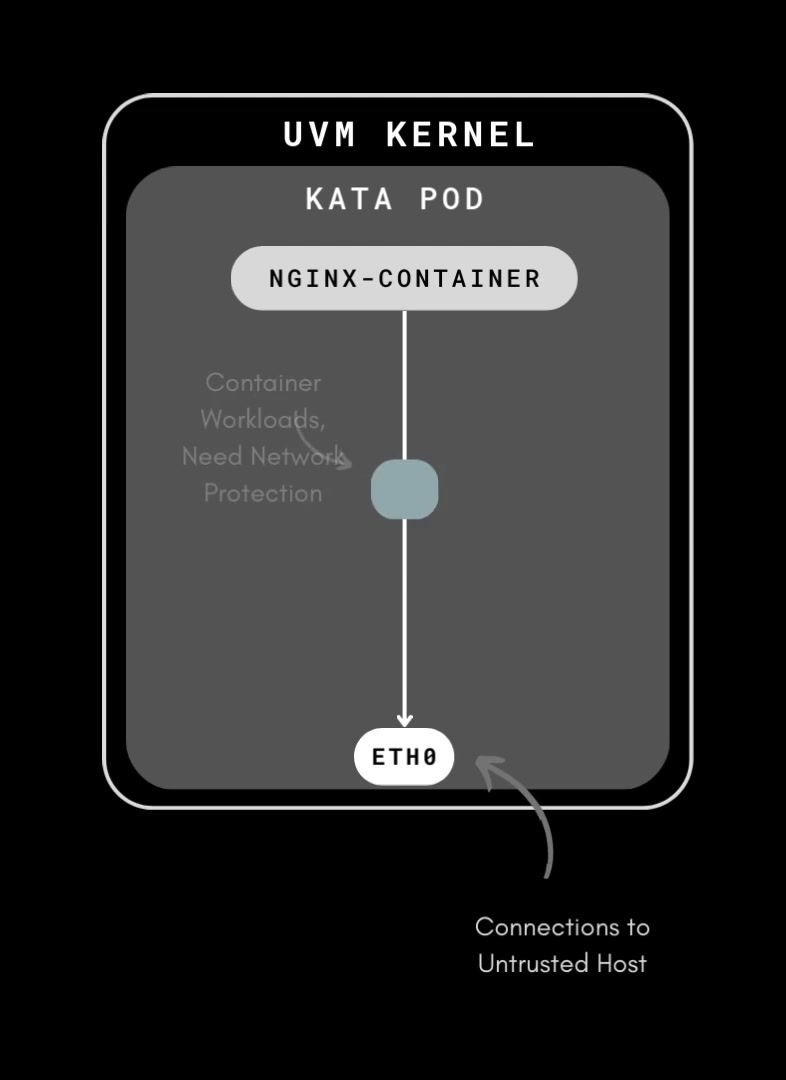 UVM KERNEL
KATA POD
NGINX-CONTAINER
Container
Workloads,
Need Network
Protection
ETH0
Connections to
Untrusted Host